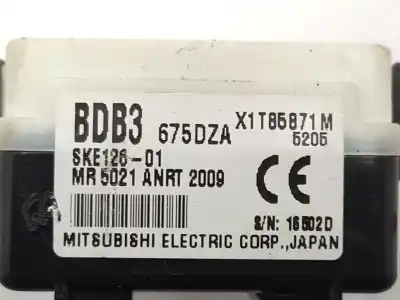 BDB3 675DZA X1T85871M
5205
SKE126-01
MR 5021 ANRT 2009
CE
S/N: 16502D
MITSUBISHI ELECTRIC CORP.,JAPAN